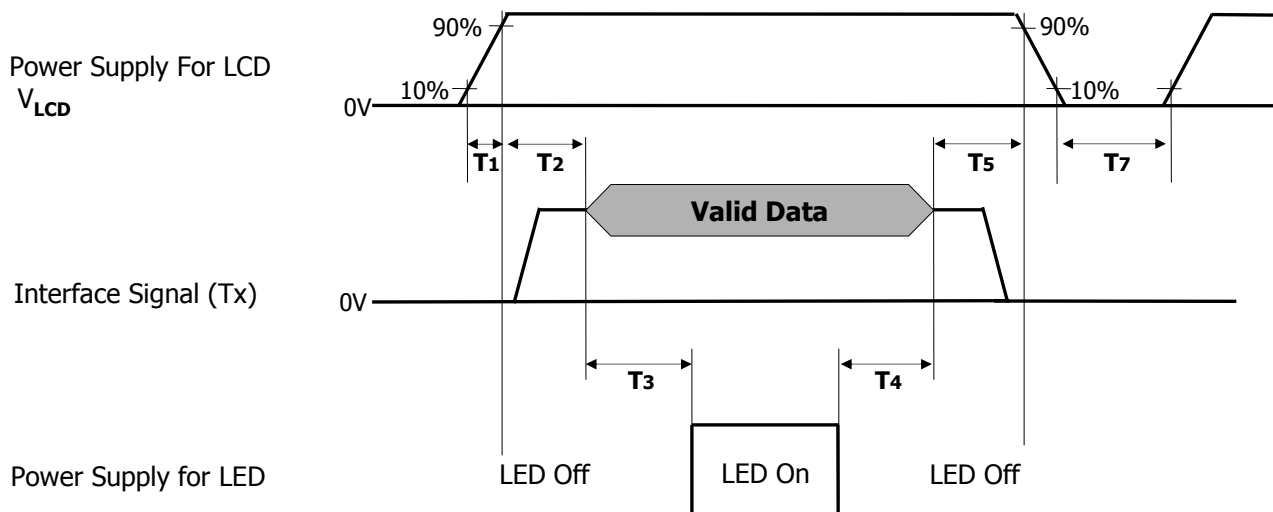 90%
90%
Power Supply For LCD
10%
10%
VLCD
0V
T1
T2
T5
T7
Valid Data
Interface Signal (Tx)
0V
T3
T4
Power Supply for LED
LED Off
LED On
LED Off